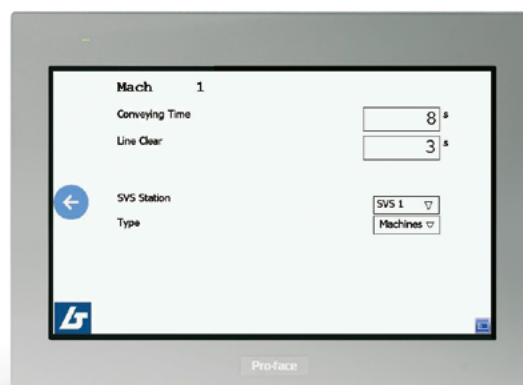 Mach 1
Conveying Time 8 s
Line Clear 3 s
SVS Station SVS 1
Type Machines
Pro-face